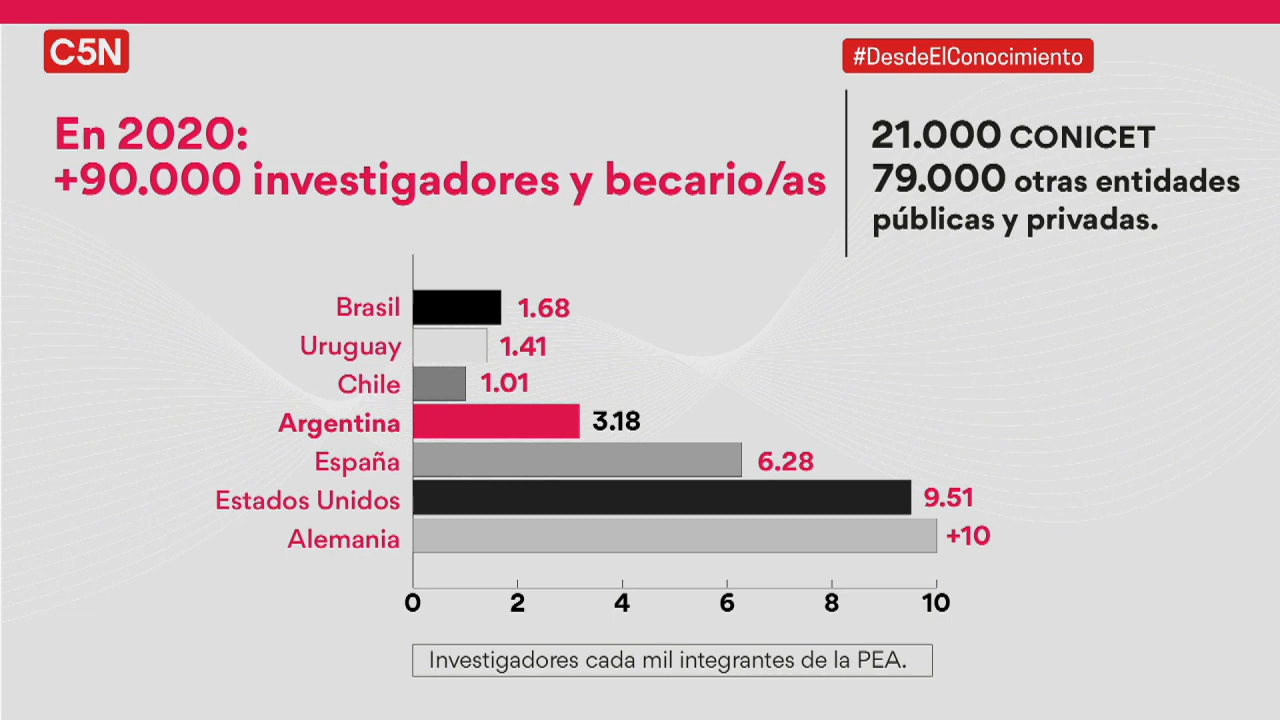 C5N
#DesdeElConocimiento
En 2020:
+90.000 investigadores y becario/as
21.000 CONICET
79.000 otras entidades
públicas y privadas.
Brasil 1.68
Uruguay 1.41
Chile 1.01
Argentina 3.18
España 6.28
Estados Unidos 9.51
Alemania +10
0 2 4 6 8 10
Investigadores cada mil integrantes de la PEA.